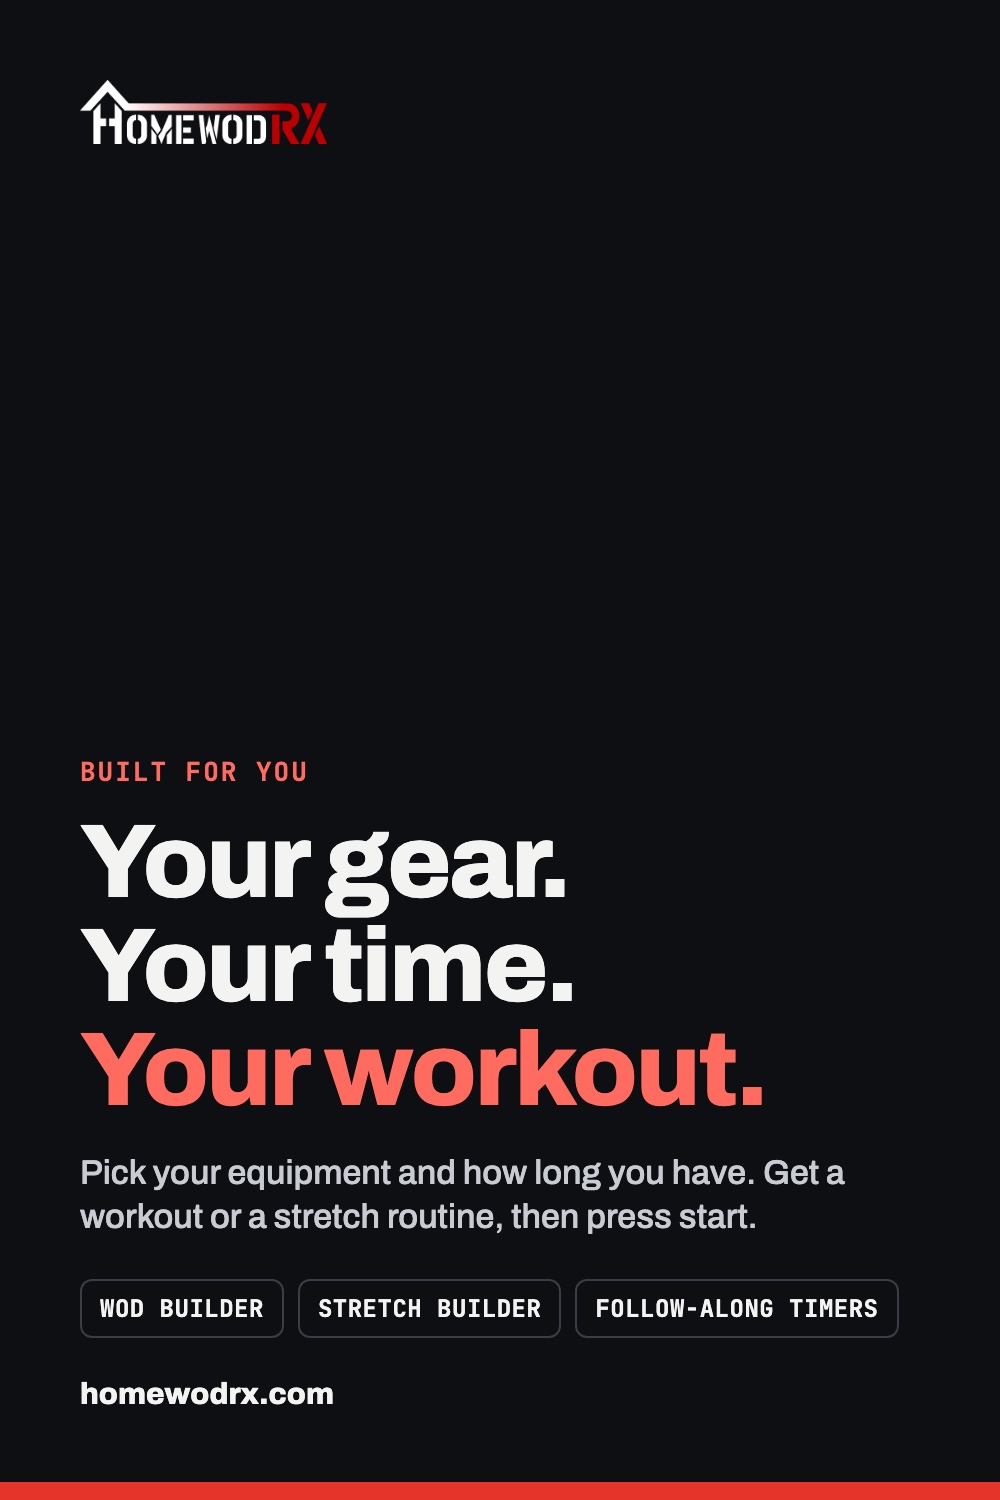 HOMEWODRX
BUILT FOR YOU
Your gear.
Your time.
Your workout.
Pick your equipment and how long you have. Get a
workout or a stretch routine, then press start.
WOD BUILDER
STRETCH BUILDER
FOLLOW-ALONG TIMERS
homewodrx.com